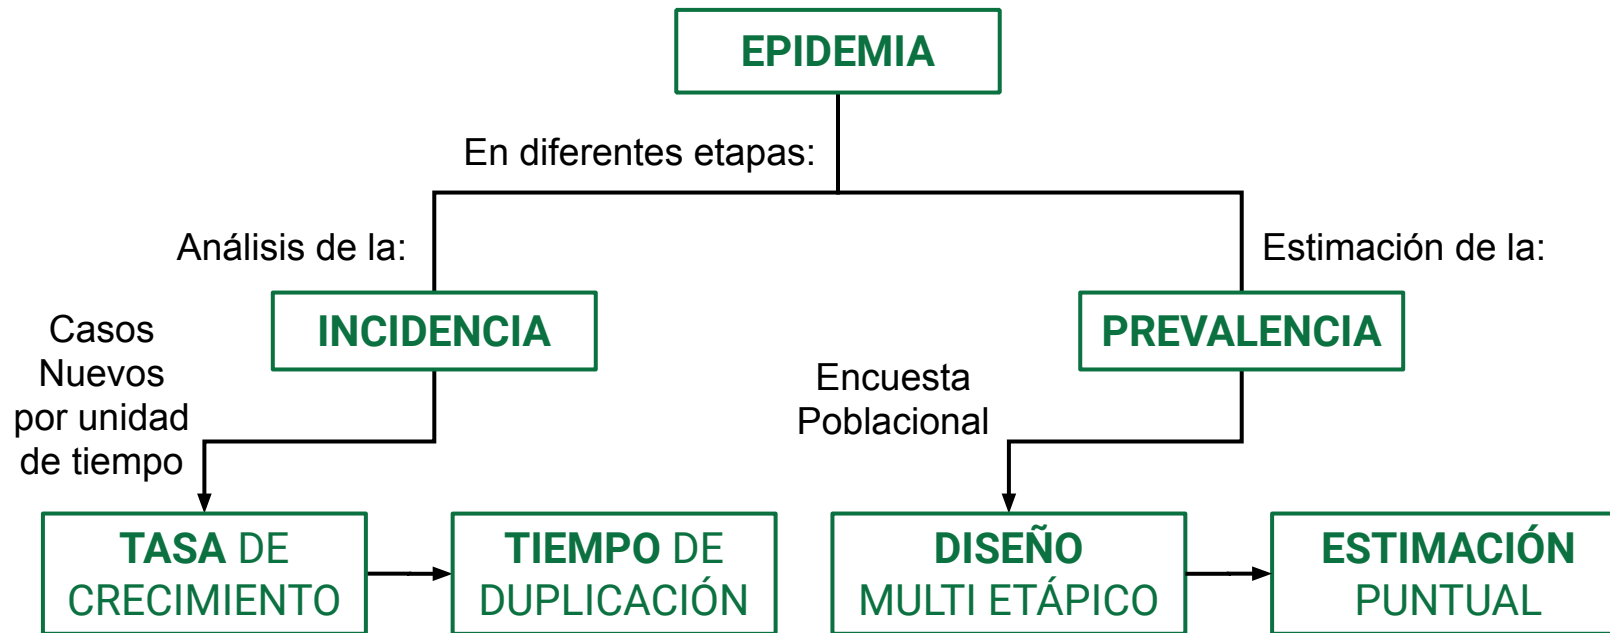 EPIDEMIA
En diferentes etapas:
Análisis de la:
Estimación de la:
INCIDENCIA
PREVALENCIA
Casos
Nuevos
por unidad
de tiempo
Encuesta
Poblacional
TASA DE
CRECIMIENTO
TIEMPO DE
DUPLICACIÓN
DISEÑO
MULTI ETÁPICO
ESTIMACIÓN
PUNTUAL